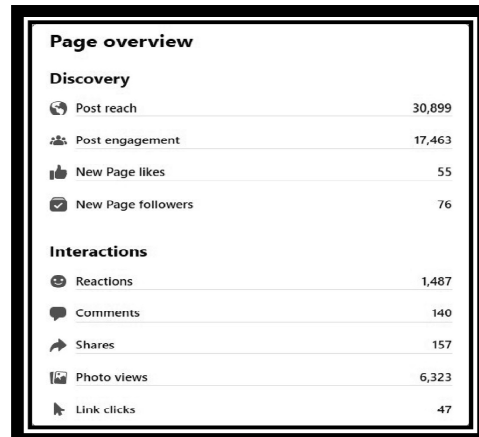 Page overview
Discovery
Post reach 30,899
Post engagement 17,463
New Page likes 55
New Page followers 76
Interactions
Reactions 1,487
Comments 140
Shares 157
Photo views 6,323
Link clicks 47